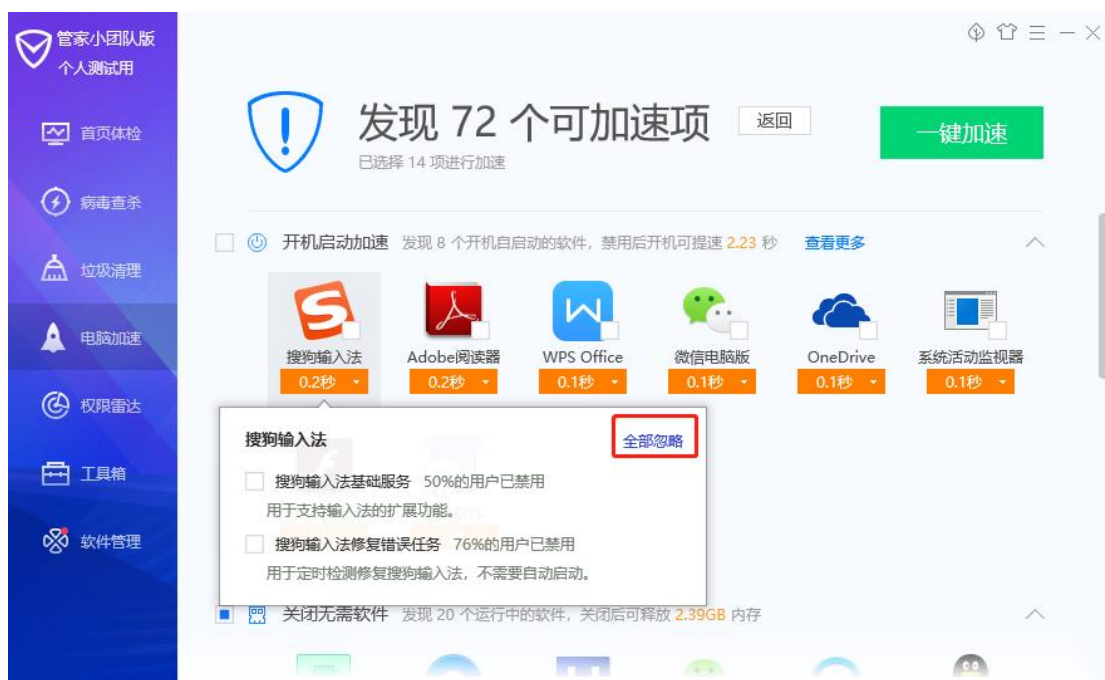 管家小团队版
个人测试用
首页体检
病毒查杀
垃圾清理
电脑加速
权限雷达
工具箱
软件管理
发现 72 个可加速项
返回
一键加速
已选择 14 项进行加速
开机启动加速 发现 8 个开机自启动的软件，禁用后开机可提速 2.23 秒 查看更多
搜狗输入法
Adobe阅读器
WPS Office
微信电脑版
OneDrive
系统活动监视器
0.2秒
0.2秒
0.1秒
0.1秒
0.1秒
0.1秒
搜狗输入法
全部忽略
搜狗输入法基础服务 50%的用户已禁用
用于支持输入法的扩展功能。
搜狗输入法修复错误任务 76%的用户已禁用
用于定时检测修复搜狗输入法，不需要自动启动。
关闭无需软件 发现 20 个运行中的软件，关闭后可释放 2.39GB 内存